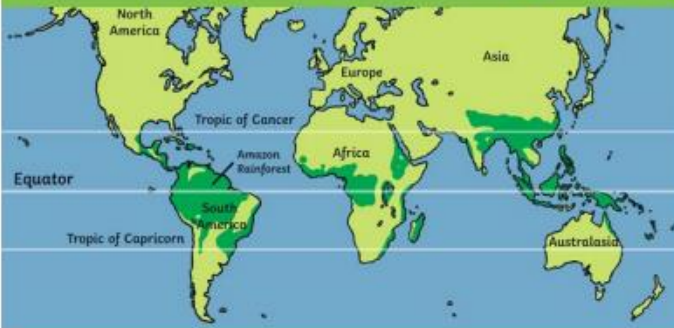 North
America
Europe
Asia
Tropic of Cancer
Africa
Amazon
Rainforest
Equator
South
America
Tropic of Capricorn
Australasia